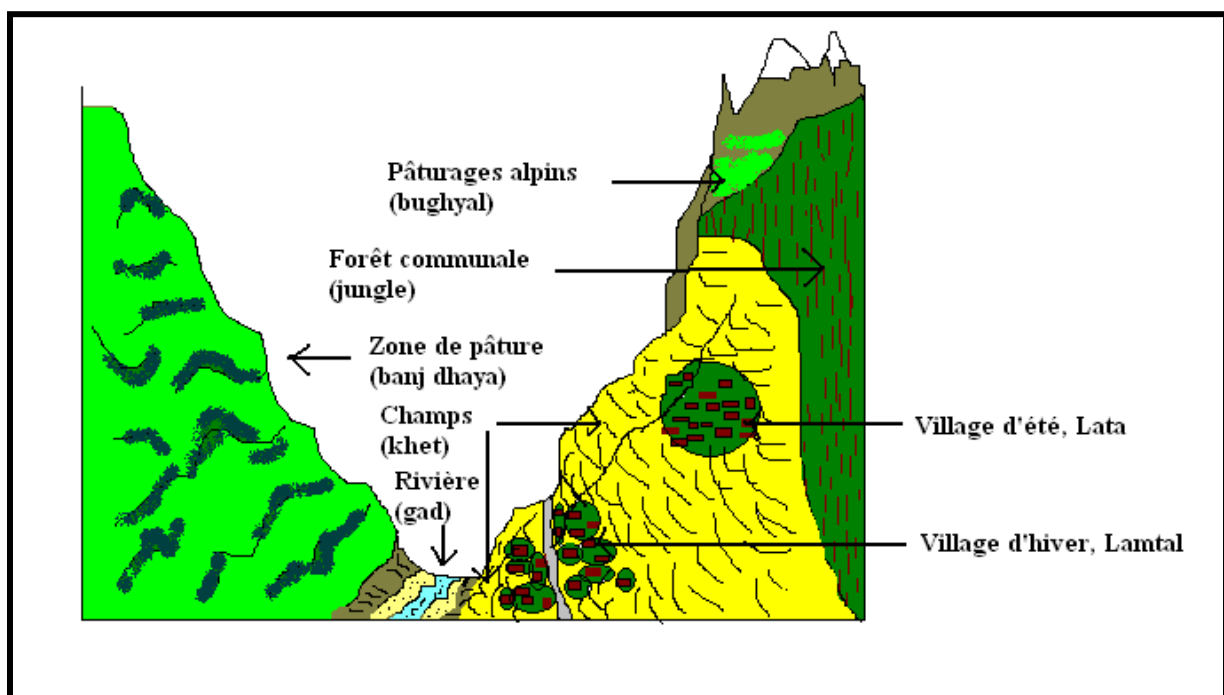 Pâturages alpins
(bughyal)
Forêt communale
(jungle)
Zone de pâture
(banj dhaya)
Champs
(khet)
Rivière
(gad)
Village d'été, Lata
Village d'hiver, Lamtal